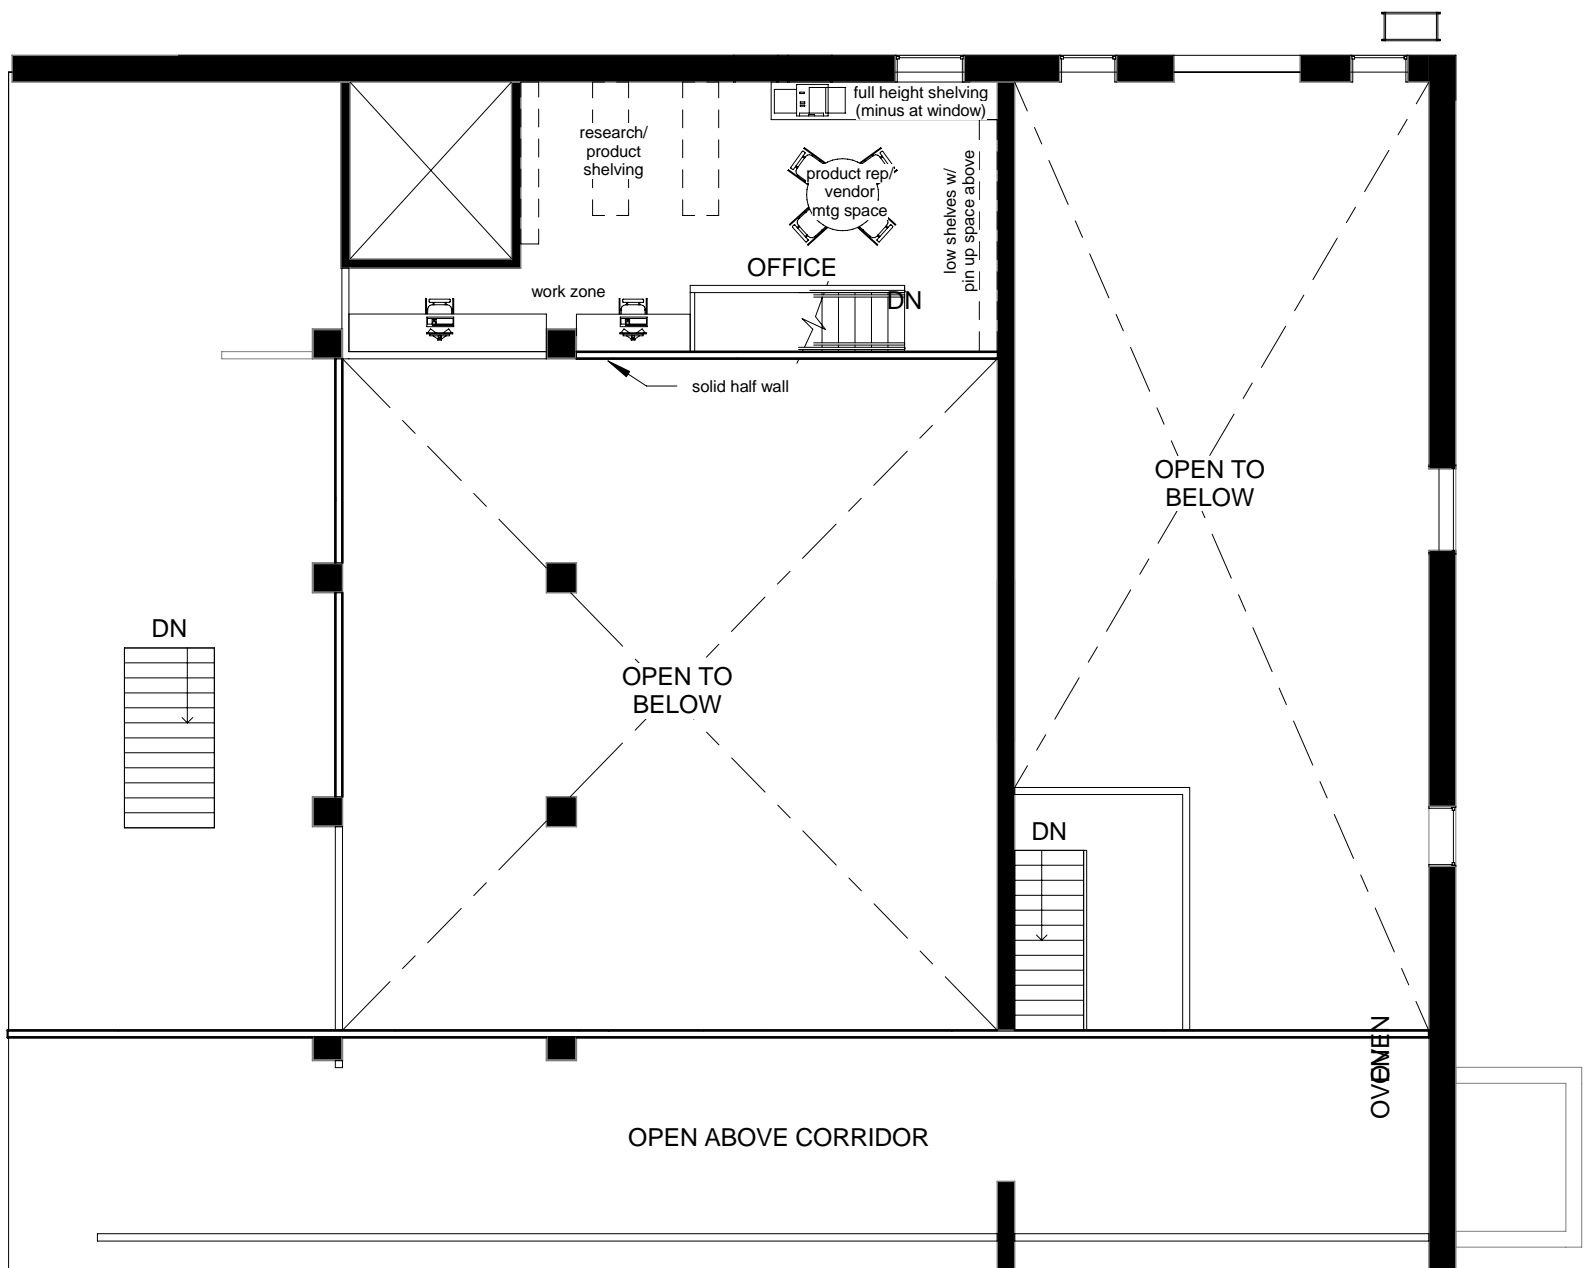 full height shelving
(minus at window)
research/
product
shelving
product rep/
vendor
mtg space
low shelves w/
pin up space above
OFFICE
work zone
DN
solid half wall
OPEN TO
BELOW
DN
OPEN TO
BELOW
DN
OVEN
OVEN
OPEN ABOVE CORRIDOR